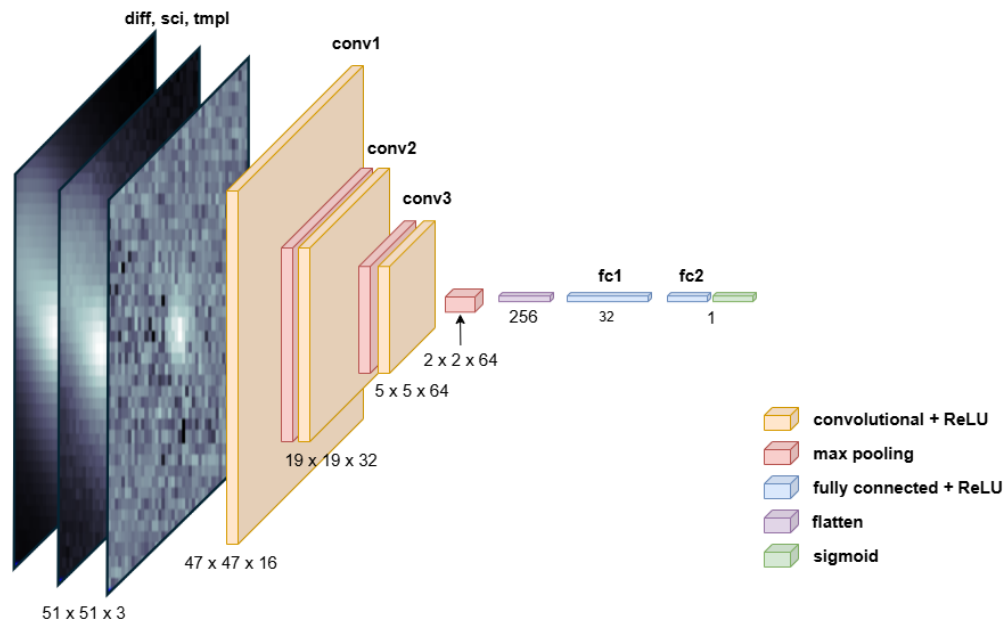 diff, sci, tmpl
conv1
conv2
conv3
fc1
fc2
256
32
1
2 x 2 x 64
5 x 5 x 64
19 x 19 x 32
47 x 47 x 16
51 x 51 x 3
convolutional + ReLU
max pooling
fully connected + ReLU
flatten
sigmoid